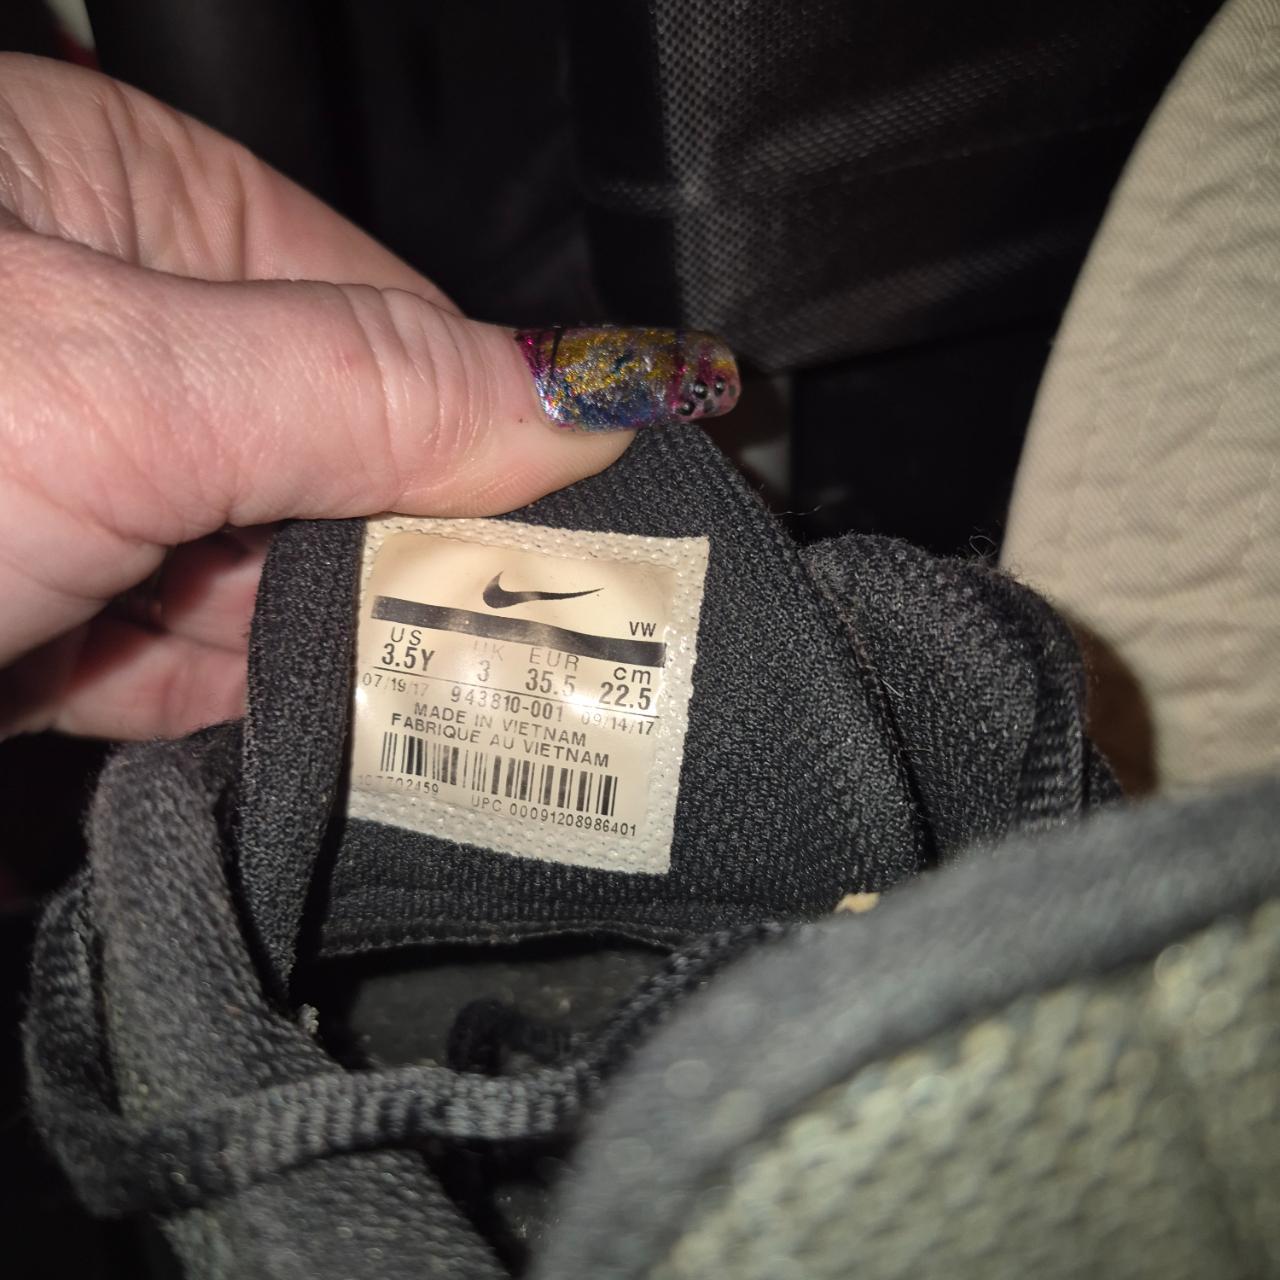 VW
US UK EUR cm
3.5Y 3 35.5 22.5
07/19/17 943810-001 09/14/17
MADE IN VIETNAM
FABRIQUE AU VIETNAM
UPC 00091208986401